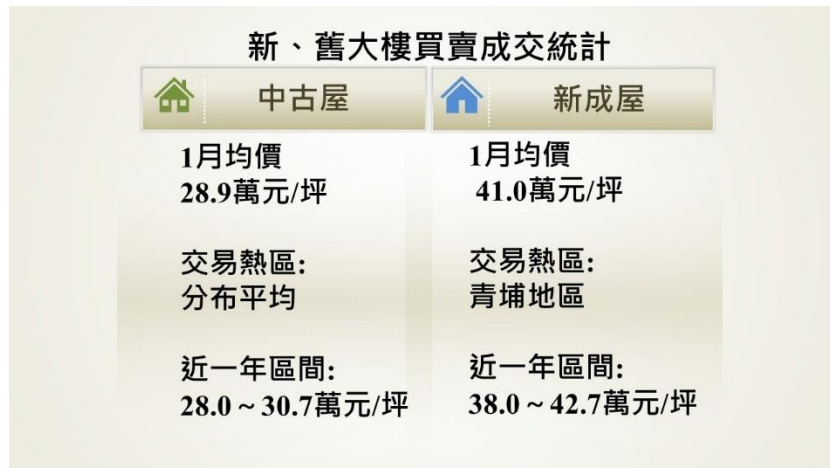 新、舊大樓買賣成交統計
中古屋
新成屋
1月均價
28.9萬元/坪
交易熱區:
分布平均
近一年區間:
28.0～30.7萬元/坪
1月均價
41.0萬元/坪
交易熱區:
青埔地區
近一年區間:
38.0～42.7萬元/坪